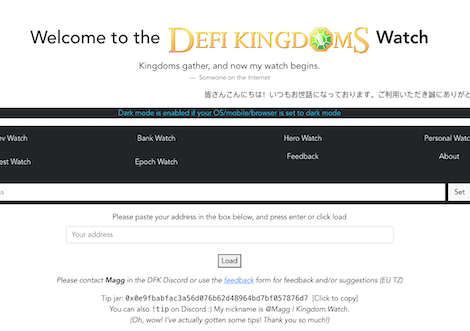 Welcome to the DEFI KINGDOMS Watch
Kingdoms gather, and now my watch begins.
— Someone on the Internet
皆さんこんにちは！いつもお世話になっております。ご利用いただき誠にありがと
Dark mode is enabled if your OS/mobile/browser is set to dark mode
ev Watch Bank Watch Hero Watch Personal Watc
est Watch Epoch Watch Feedback About
ss Set
Please paste your address in the box below, and press enter or click load
Your address
Load
Please contact Magg in the DFK Discord or use the feedback form for feedback and/or suggestions (EU TZ)
Tip jar: 0x0e9fbabfac3a56d076b62d48964bd7bf057876d7 [Click to copy]
You can also !tip on Discord :) My nickname is @Magg | Kingdom.Watch.
(Oh, wow! I've actually gotten some tips! Thank you so much!)